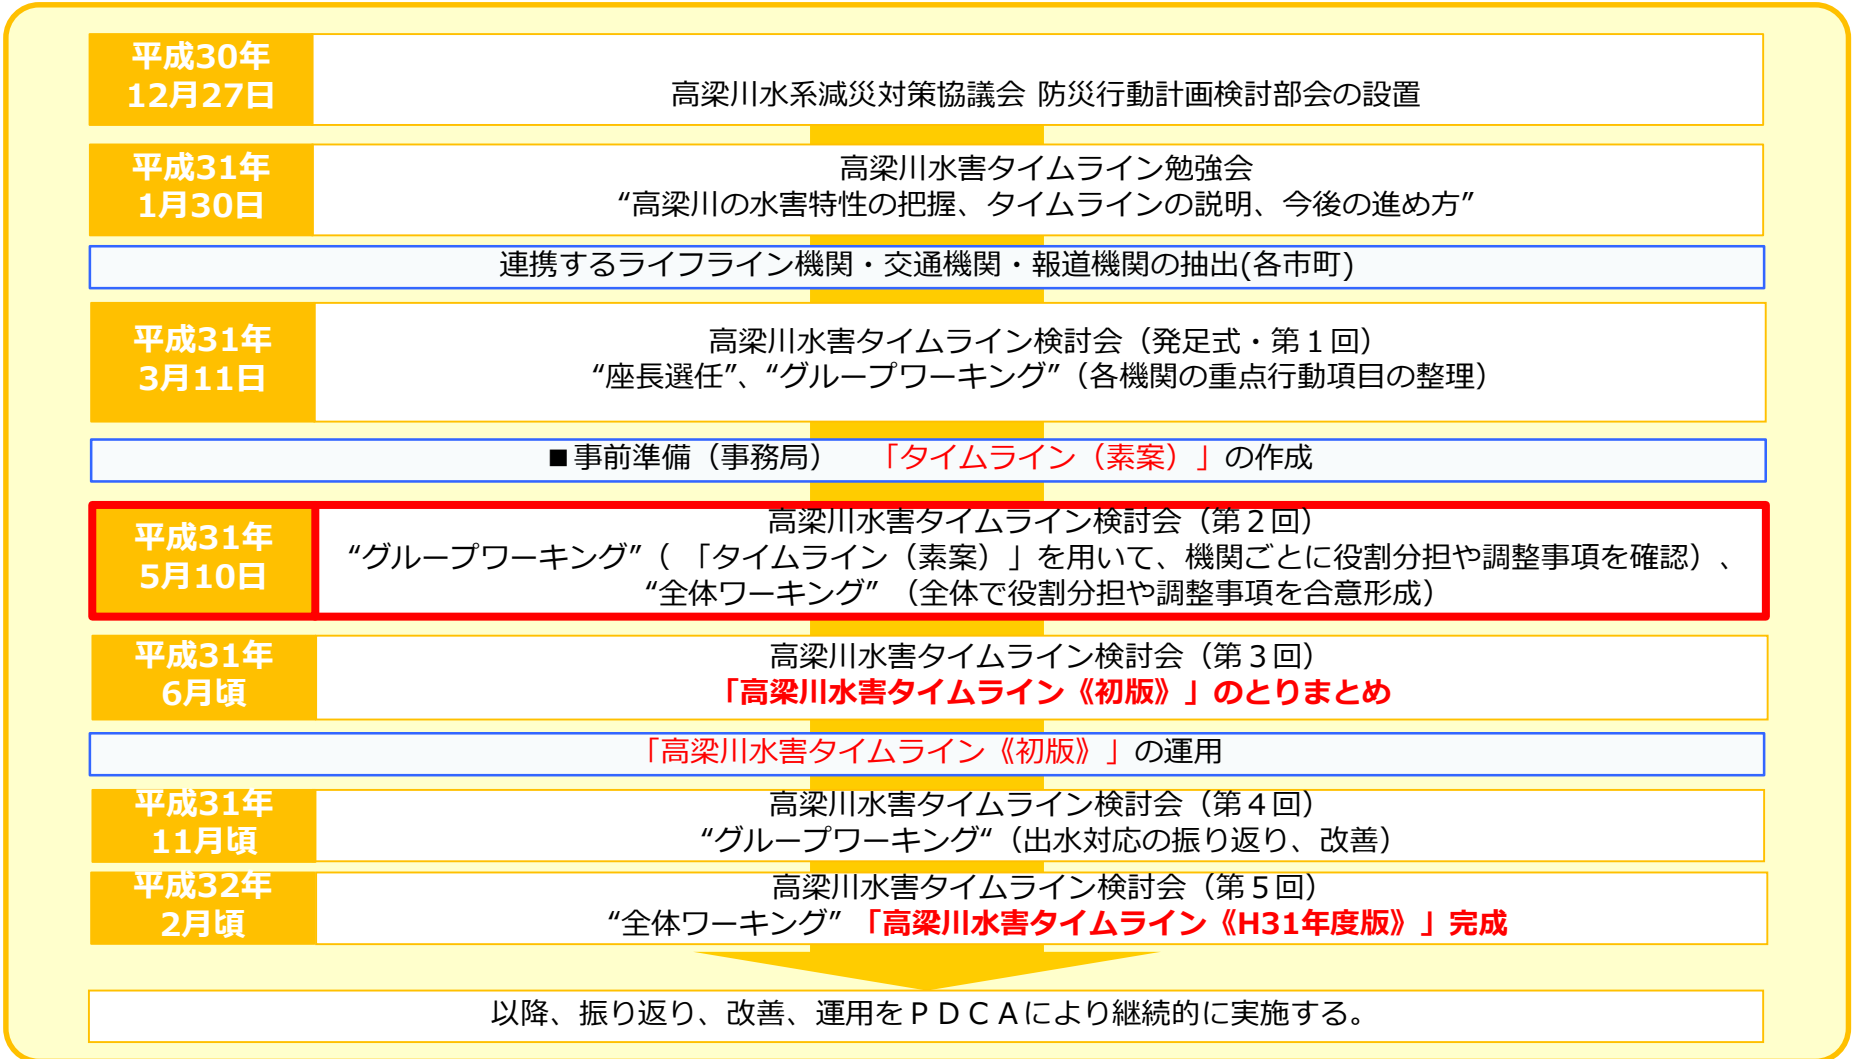 平成30年
12月27日
高梁川水系減災対策協議会 防災行動計画検討部会の設置
平成31年
1月30日
高梁川水害タイムライン勉強会
“高梁川の水害特性の把握、タイムラインの説明、今後の進め方”
連携するライフライン機関・交通機関・報道機関の抽出(各市町)
平成31年
3月11日
高梁川水害タイムライン検討会（発足式・第１回）
“座長選任”、“グループワーキング”（各機関の重点行動項目の整理）
■事前準備（事務局）　「タイムライン（素案）」の作成
平成31年
5月10日
高梁川水害タイムライン検討会（第２回）
“グループワーキング”（ 「タイムライン（素案）」を用いて、機関ごとに役割分担や調整事項を確認）、
“全体ワーキング” （全体で役割分担や調整事項を合意形成）
平成31年
6月頃
高梁川水害タイムライン検討会（第３回）
「高梁川水害タイムライン《初版》」のとりまとめ
「高梁川水害タイムライン《初版》」の運用
平成31年
11月頃
高梁川水害タイムライン検討会（第４回）
“グループワーキング“（出水対応の振り返り、改善）
平成32年
2月頃
高梁川水害タイムライン検討会（第５回）
“全体ワーキング” 「高梁川水害タイムライン《H31年度版》」完成
以降、振り返り、改善、運用をＰＤＣＡにより継続的に実施する。